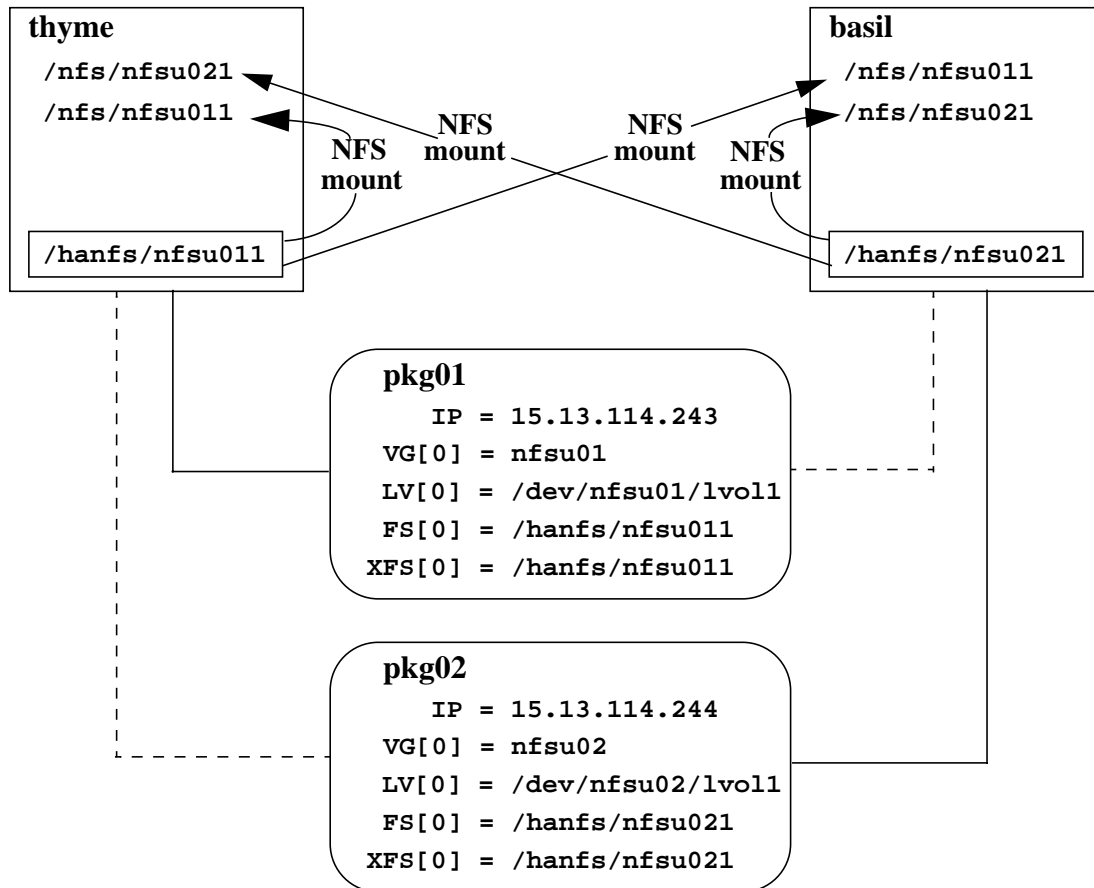 thyme
/nfs/nfsu021
/nfs/nfsu011
NFS
mount
/hanfs/nfsu011
NFS
mount
NFS
mount
basil
/nfs/nfsu011
/nfs/nfsu021
NFS
mount
/hanfs/nfsu021
pkg01
IP = 15.13.114.243
VG[0] = nfsu01
LV[0] = /dev/nfsu01/lvol1
FS[0] = /hanfs/nfsu011
XFS[0] = /hanfs/nfsu011
pkg02
IP = 15.13.114.244
VG[0] = nfsu02
LV[0] = /dev/nfsu02/lvol1
FS[0] = /hanfs/nfsu021
XFS[0] = /hanfs/nfsu021